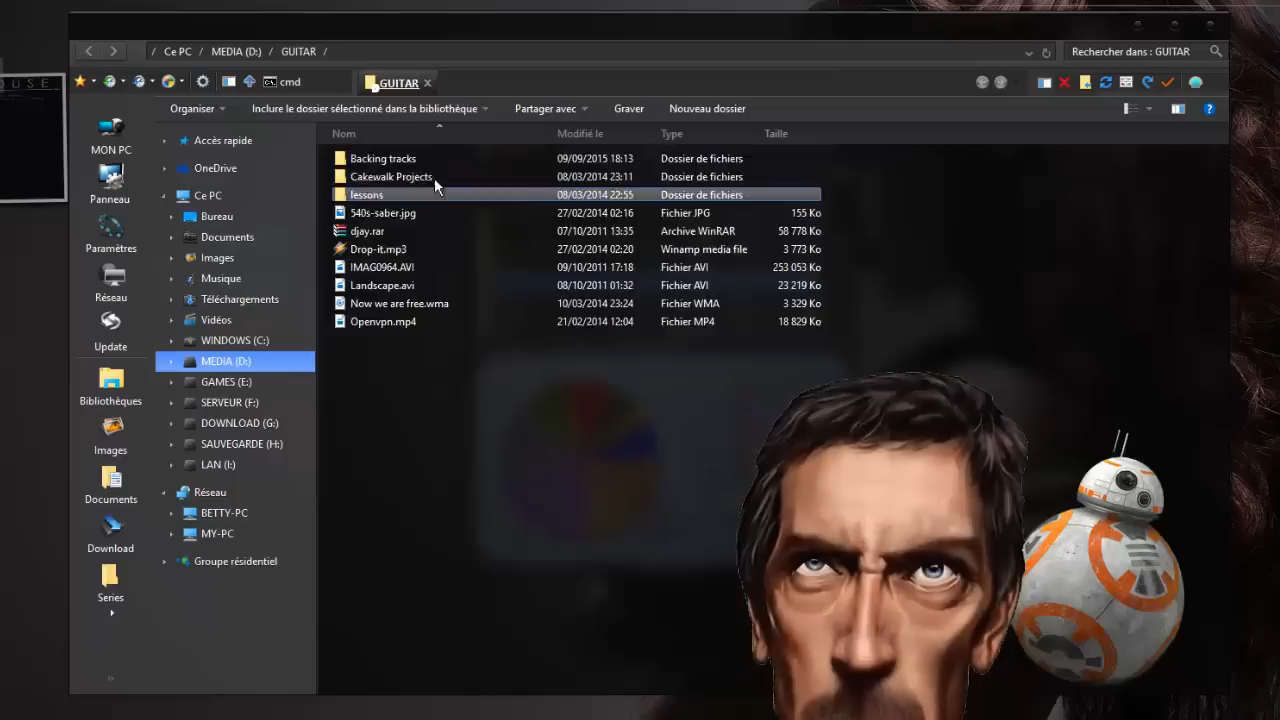 OUSE
/ Ce PC / MEDIA (D:) / GUITAR /
Rechercher dans : GUITAR
cmd
GUITAR
Organiser
Inclure le dossier sélectionné dans la bibliothèque
Partager avec
Graver
Nouveau dossier
MON PC
Panneau
Paramètres
Réseau
Update
Bibliothèques
Images
Documents
Download
Series
Accès rapide
OneDrive
Ce PC
Bureau
Documents
Images
Musique
Téléchargements
Vidéos
WINDOWS (C:)
MEDIA (D:)
GAMES (E:)
SERVEUR (F:)
DOWNLOAD (G:)
SAUVEGARDE (H:)
LAN (I:)
Réseau
BETTY-PC
MY-PC
Groupe résidentiel
Nom Modifié le Type Taille
Backing tracks 09/09/2015 18:13 Dossier de fichiers
Cakewalk Projects 08/03/2014 23:11 Dossier de fichiers
lessons 08/03/2014 22:55 Dossier de fichiers
540s-saber.jpg 27/02/2014 02:16 Fichier JPG 155 Ko
djay.rar 07/10/2011 13:35 Archive WinRAR 58 778 Ko
Drop-it.mp3 27/02/2014 02:20 Winamp media file 3 773 Ko
IMAG0964.AVI 09/10/2011 17:18 Fichier AVI 253 053 Ko
Landscape.avi 08/10/2011 01:32 Fichier AVI 23 219 Ko
Now we are free.wma 10/03/2014 23:24 Fichier WMA 3 329 Ko
Openvpn.mp4 21/02/2014 12:04 Fichier MP4 18 829 Ko